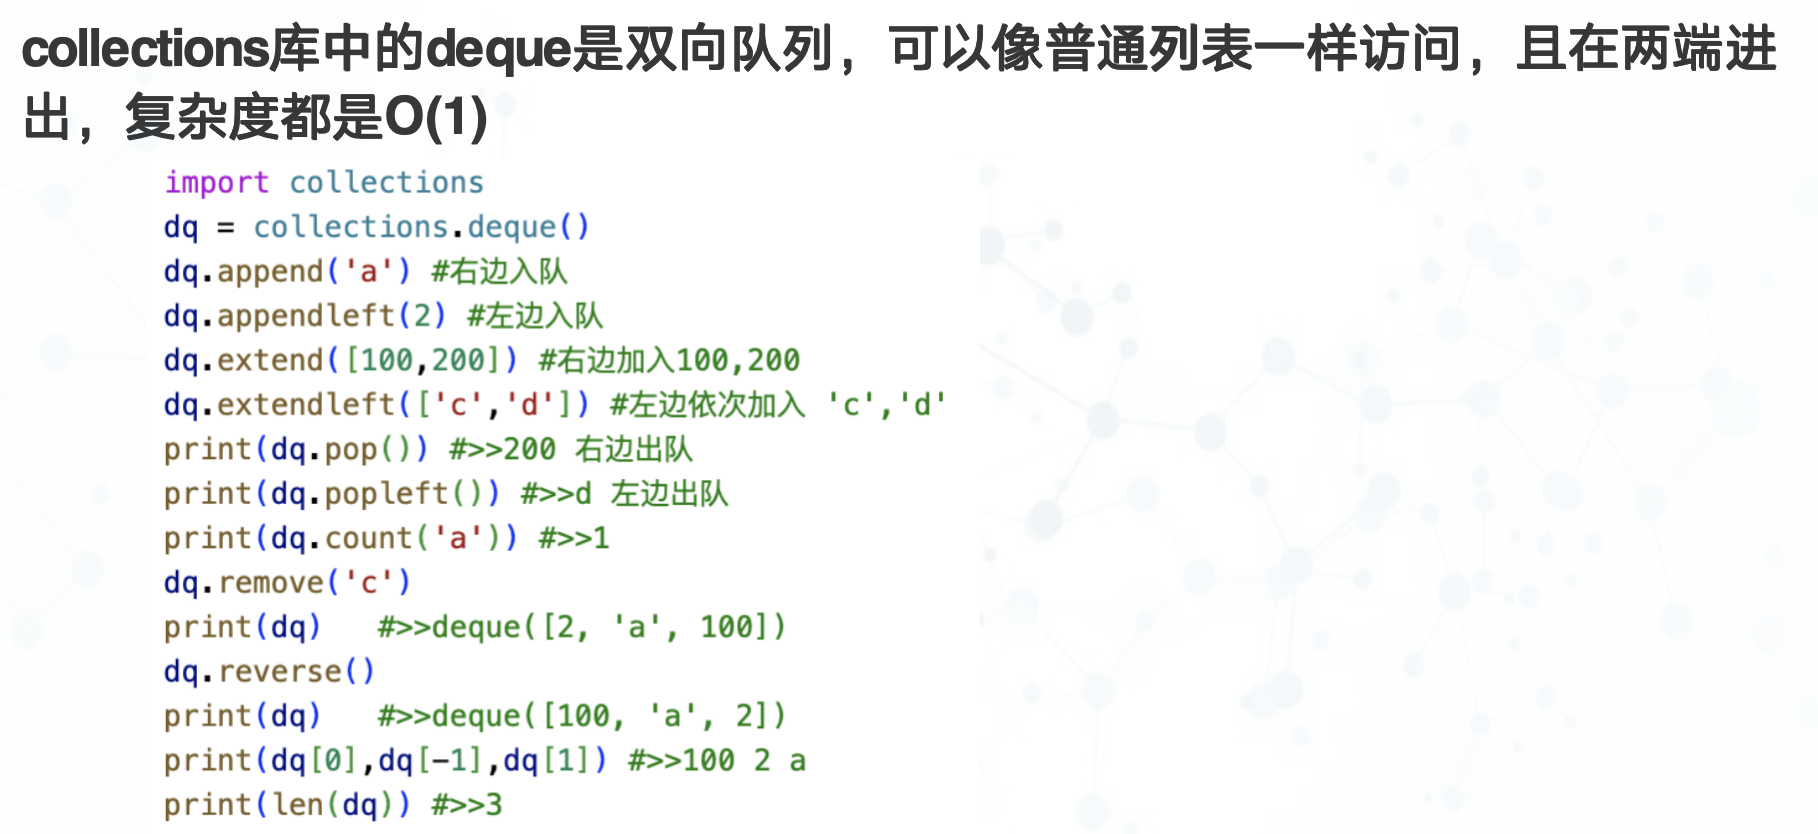 collections库中的deque是双向队列，可以像普通列表一样访问，且在两端进
出，复杂度都是O(1)
import collections
dq = collections.deque()
dq.append('a') #右边入队
dq.appendleft(2) #左边入队
dq.extend([100,200]) #右边加入100,200
dq.extendleft(['c','d']) #左边依次加入 'c','d'
print(dq.pop()) #>>200 右边出队
print(dq.popleft()) #>>d 左边出队
print(dq.count('a')) #>>1
dq.remove('c')
print(dq)   #>>deque([2, 'a', 100])
dq.reverse()
print(dq)   #>>deque([100, 'a', 2])
print(dq[0],dq[-1],dq[1]) #>>100 2 a
print(len(dq)) #>>3